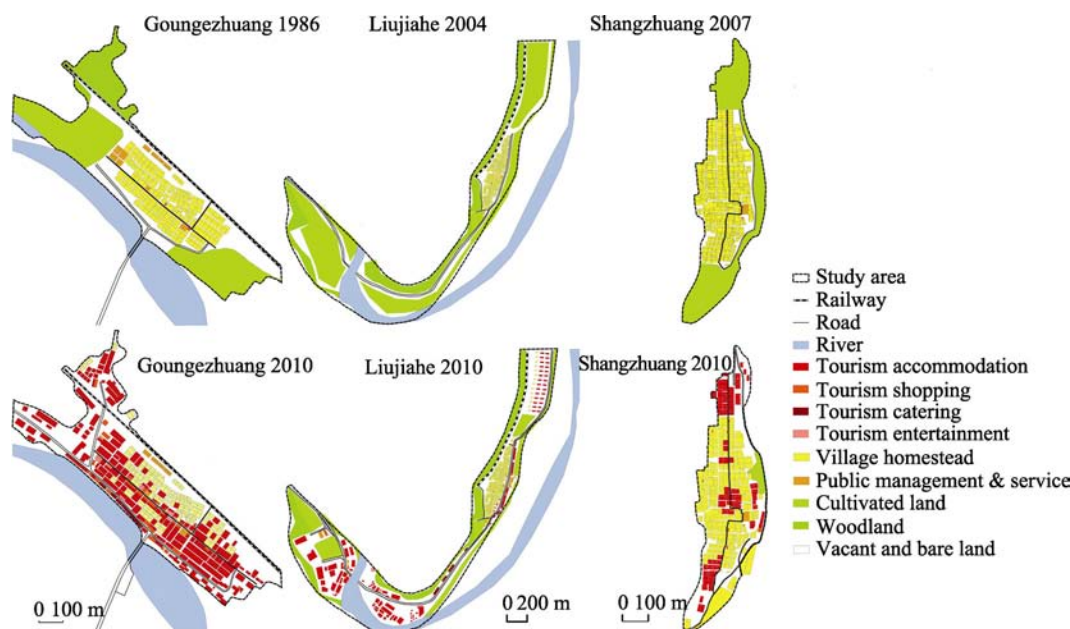 Goungezhuang 1986
Liujiahe 2004
Shangzhuang 2007
Study area
Railway
Road
River
Goungezhuang 2010
Liujiahe 2010
Shangzhuang 2010
Tourism accommodation
Tourism shopping
Tourism catering
Tourism entertainment
Village homestead
Public management & service
Cultivated land
Woodland
Vacant and bare land
0 100 m
0 200 m
0 100 m